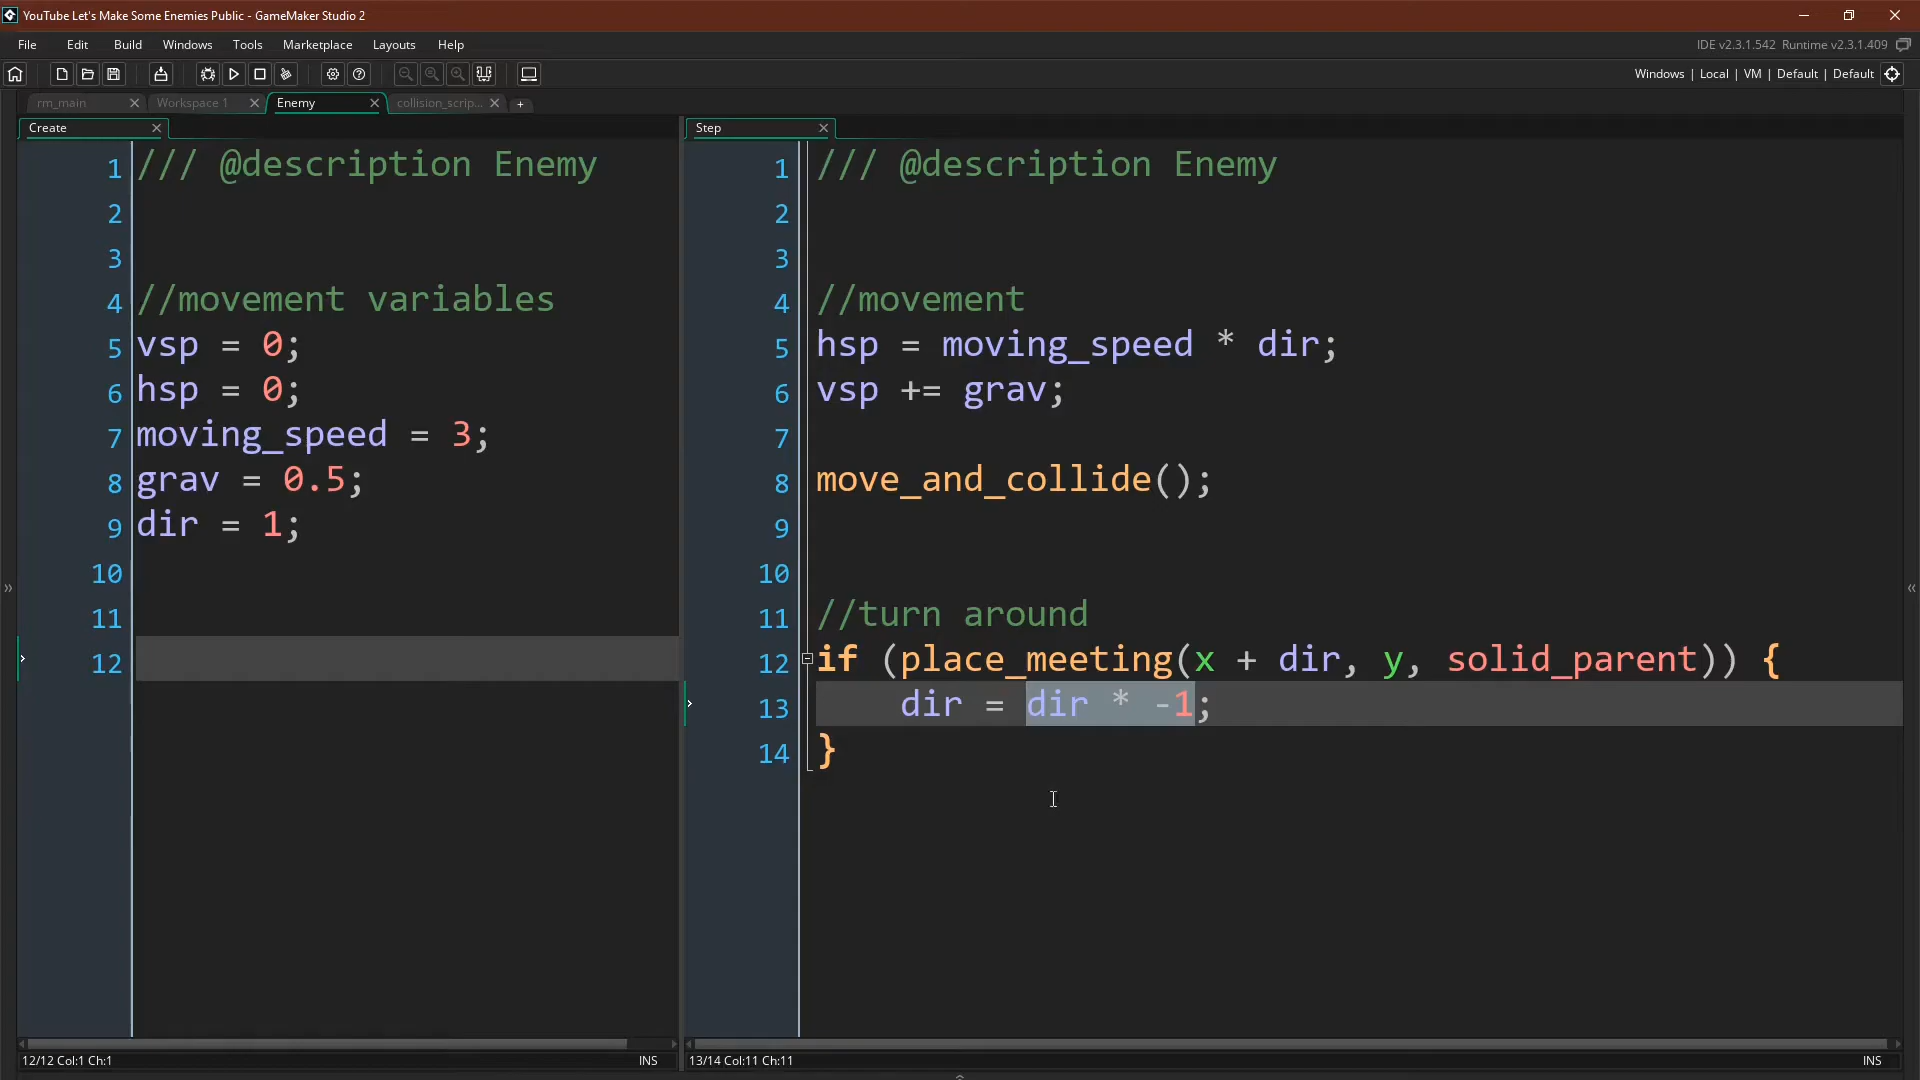 YouTube Let's Make Some Enemies Public - GameMaker Studio 2
File Edit Build Windows Tools Marketplace Layouts Help
IDE v2.3.1.542 Runtime v2.3.1.409
Windows | Local | VM | Default | Default
rm_main
Workspace 1
Enemy
collision_scrip...
Create
1 /// @description Enemy
2
3
4 //movement variables
5 vsp = 0;
6 hsp = 0;
7 moving_speed = 3;
8 grav = 0.5;
9 dir = 1;
10
11
12
12/12 Col:1 Ch:1
INS
Step
1 /// @description Enemy
2
3
4 //movement
5 hsp = moving_speed * dir;
6 vsp += grav;
7
8 move_and_collide();
9
10
11 //turn around
12 if (place_meeting(x + dir, y, solid_parent)) {
13 dir = dir * -1;
14 }
13/14 Col:11 Ch:11
INS